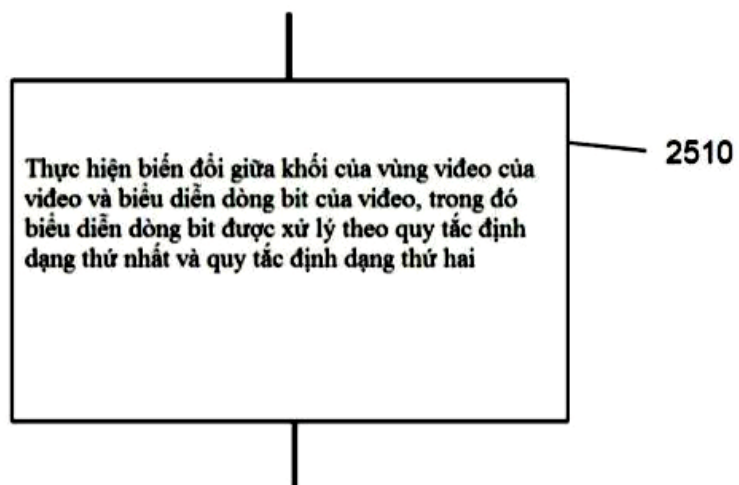 Thực hiện biến đổi giữa khối của vùng video của
video và biểu diễn dòng bit của video, trong đó
biểu diễn dòng bit được xử lý theo quy tắc định
dạng thứ nhất và quy tắc định dạng thứ hai
2510